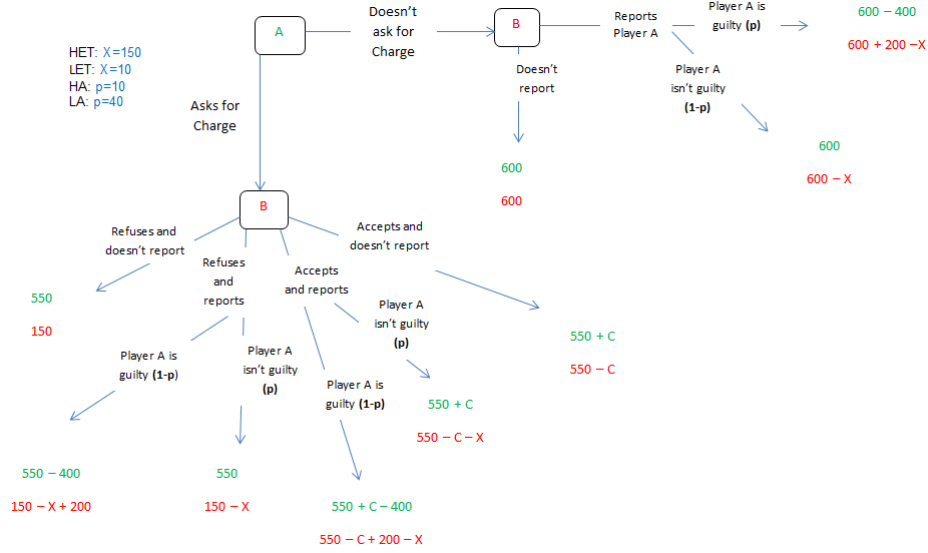 A
Doesn't
ask for
Charge
B
Reports
Player A
Player A is
guilty (p)
600 – 400
600 + 200 –X
HET: X=150
LET: X=10
HA: p=10
LA: p=40
Asks for
Charge
Doesn't
report
Player A
isn't guilty
(1-p)
600
600
600
600 – X
B
Refuses and
doesn't report
Refuses
and
reports
Accepts
and reports
Accepts and
doesn't report
550
150
Player A
isn't guilty
(p)
550 + C
550 – C
Player A is
guilty (1-p)
Player A
isn't guilty
(p)
Player A is
guilty (1-p)
550 + C
550 – C – X
550 – 400
150 – X + 200
550
150 – X
550 + C – 400
550 – C + 200 – X